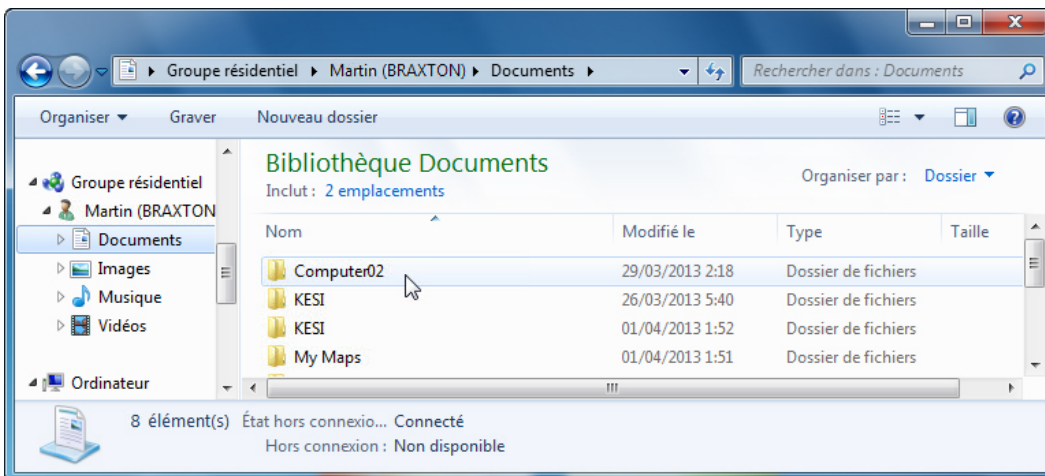 Groupe résidentiel Martin (BRAXTON) Documents Rechercher dans : Documents
Organiser Graver Nouveau dossier
Groupe résidentiel
Martin (BRAXTON
Documents
Images
Musique
Vidéos
Ordinateur
Bibliothèque Documents
Inclut : 2 emplacements
Organiser par : Dossier
Nom Modifié le Type Taille
Computer02 29/03/2013 2:18 Dossier de fichiers
KESI 26/03/2013 5:40 Dossier de fichiers
KESI 01/04/2013 1:52 Dossier de fichiers
My Maps 01/04/2013 1:51 Dossier de fichiers
8 élément(s) État hors connexio... Connecté
Hors connexion : Non disponible